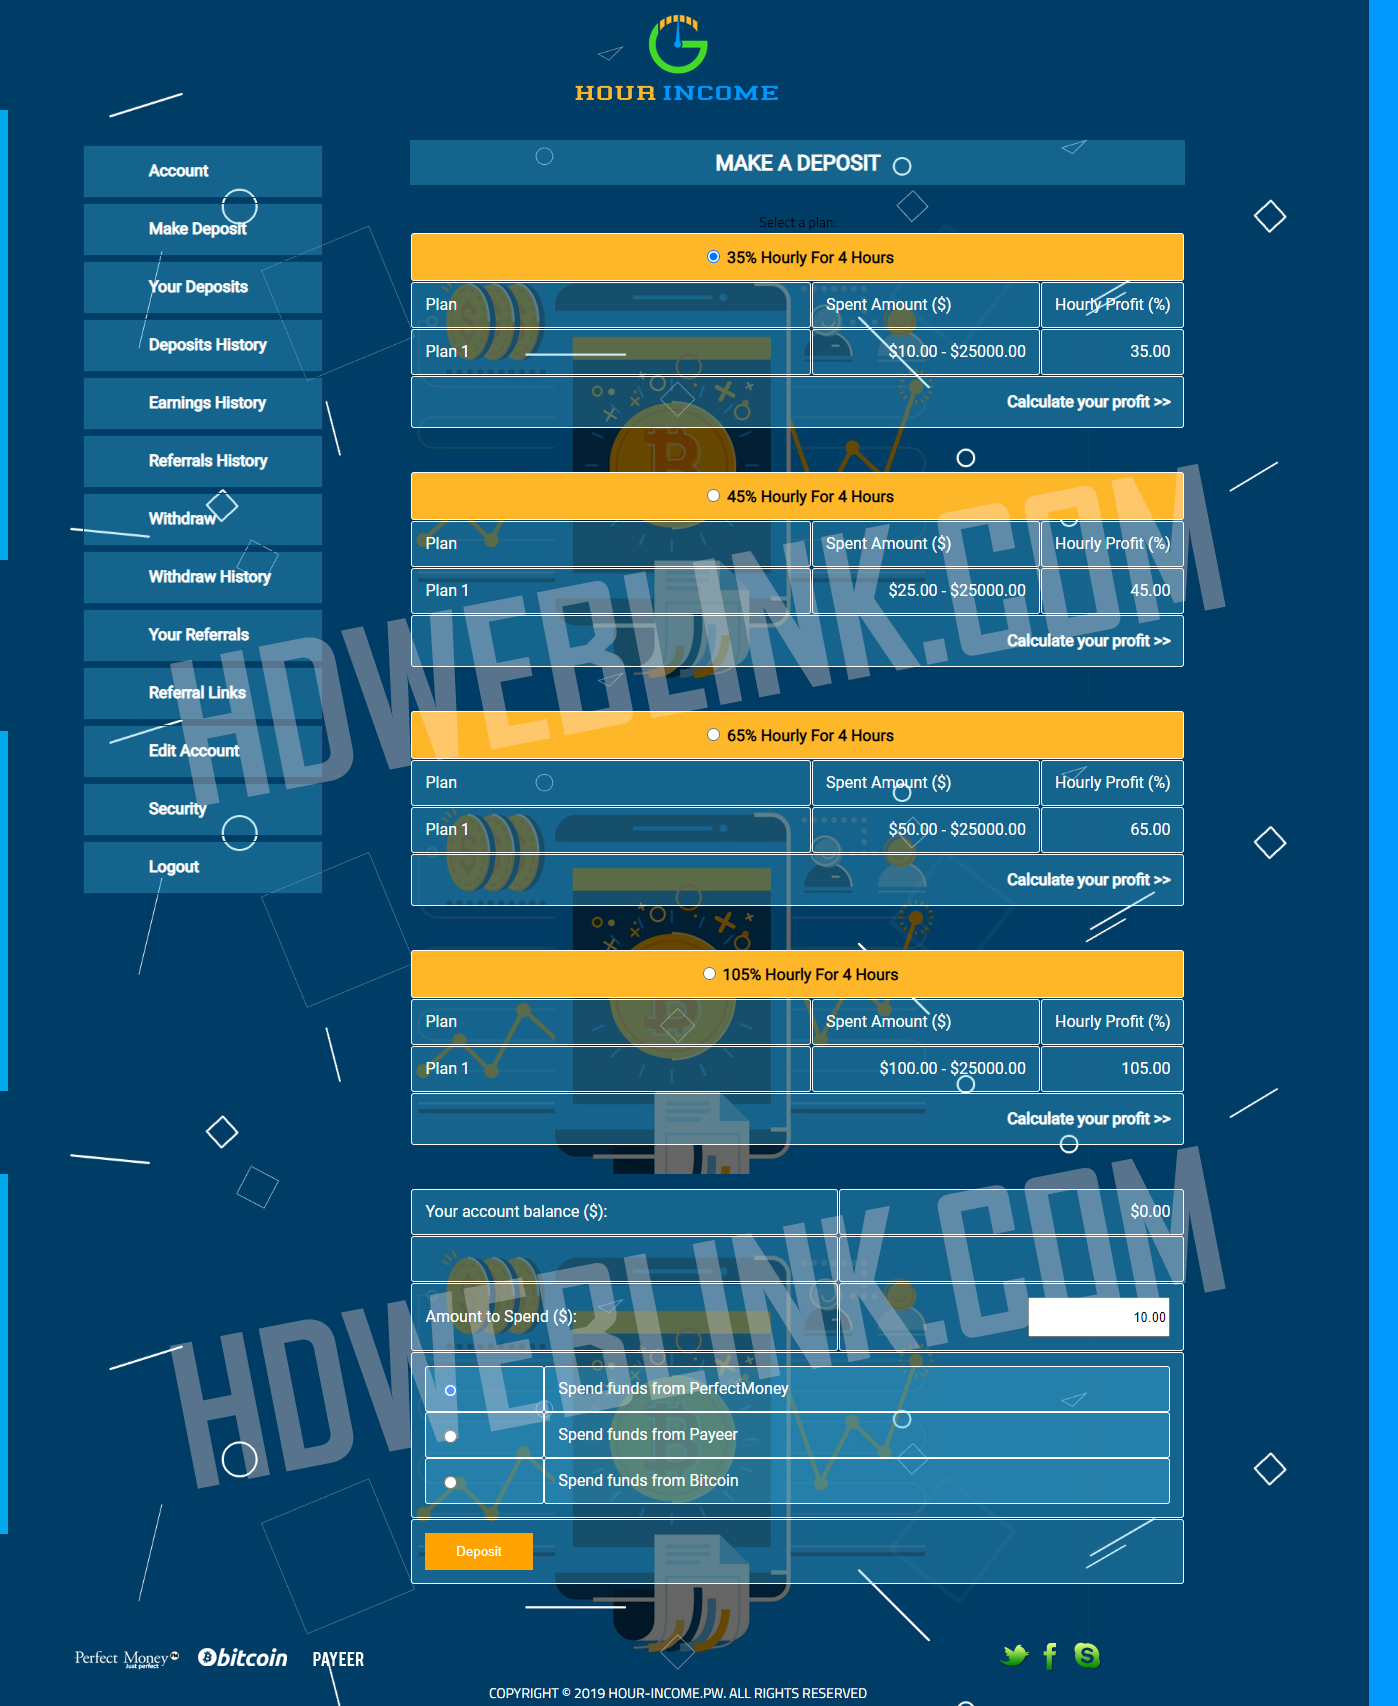 HOUR INCOME
Account
Make Deposit
Your Deposits
Deposits History
Earnings History
Referrals History
Withdraw
Withdraw History
Your Referrals
Referral Links
Edit Account
Security
Logout
MAKE A DEPOSIT
Select a plan:
35% Hourly For 4 Hours
Plan Spent Amount ($) Hourly Profit (%)
Plan 1 $10.00 - $25000.00 35.00
Calculate your profit >>
45% Hourly For 4 Hours
Plan Spent Amount ($) Hourly Profit (%)
Plan 1 $25.00 - $25000.00 45.00
Calculate your profit >>
HDWEBLINK.COM
65% Hourly For 4 Hours
Plan Spent Amount ($) Hourly Profit (%)
Plan 1 $50.00 - $25000.00 65.00
Calculate your profit >>
105% Hourly For 4 Hours
Plan Spent Amount ($) Hourly Profit (%)
Plan 1 $100.00 - $25000.00 105.00
Calculate your profit >>
Your account balance ($): $0.00
HDWEBLINK.COM
Amount to Spend ($): 10.00
Spend funds from PerfectMoney
Spend funds from Payeer
Spend funds from Bitcoin
Deposit
Perfect Money PM bitcoin PAYEER
Just perfect
COPYRIGHT © 2019 HOUR-INCOME.PW. ALL RIGHTS RESERVED